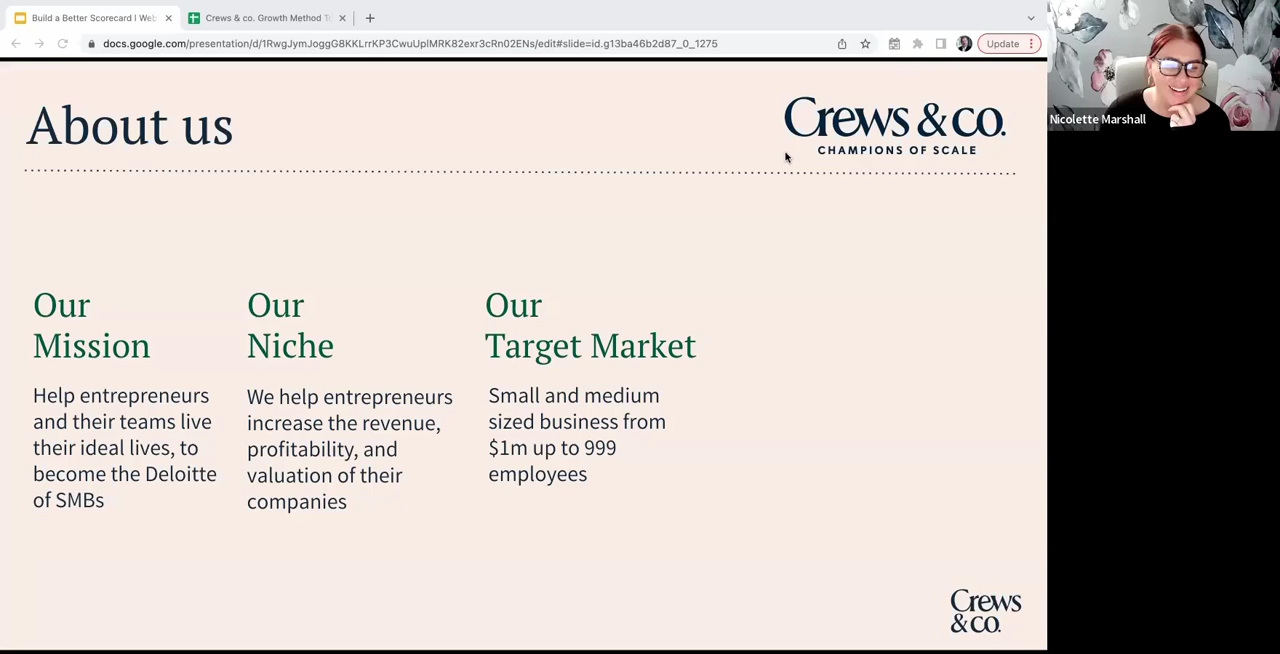 Build a Better Scorecard I Web
Crews & co. Growth Method T
docs.google.com/presentation/d/1RwgJymJoggG8KKLrrKP3CwuUplMRK82exr3cRn02ENs/edit#slide=id.g13ba46b2d87_0_1275
Update
Nicolette Marshall
About us
Crews & co.
CHAMPIONS OF SCALE
Our
Mission
Help entrepreneurs
and their teams live
their ideal lives, to
become the Deloitte
of SMBs
Our
Niche
We help entrepreneurs
increase the revenue,
profitability, and
valuation of their
companies
Our
Target Market
Small and medium
sized business from
$1m up to 999
employees
Crews
& co.